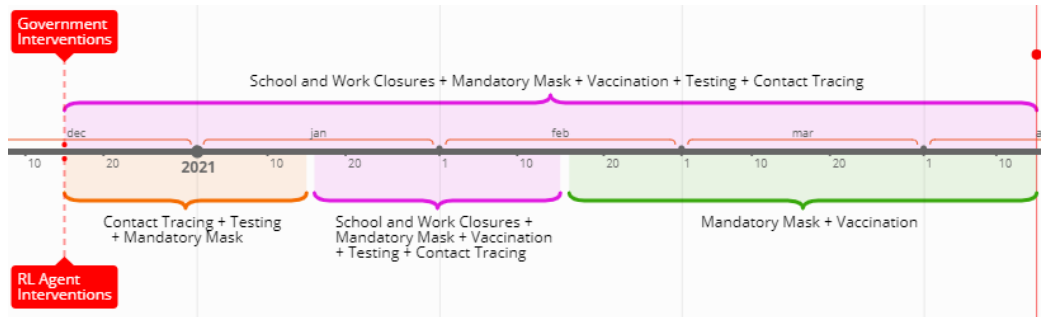 Government
Interventions
School and Work Closures + Mandatory Mask + Vaccination + Testing + Contact Tracing
dec
jan
feb
mar
a
10
20
2021
10
20
1
10
20
1
10
20
1
10
Contact Tracing + Testing
+ Mandatory Mask
School and Work Closures +
Mandatory Mask + Vaccination
+ Testing + Contact Tracing
Mandatory Mask + Vaccination
RL Agent
Interventions